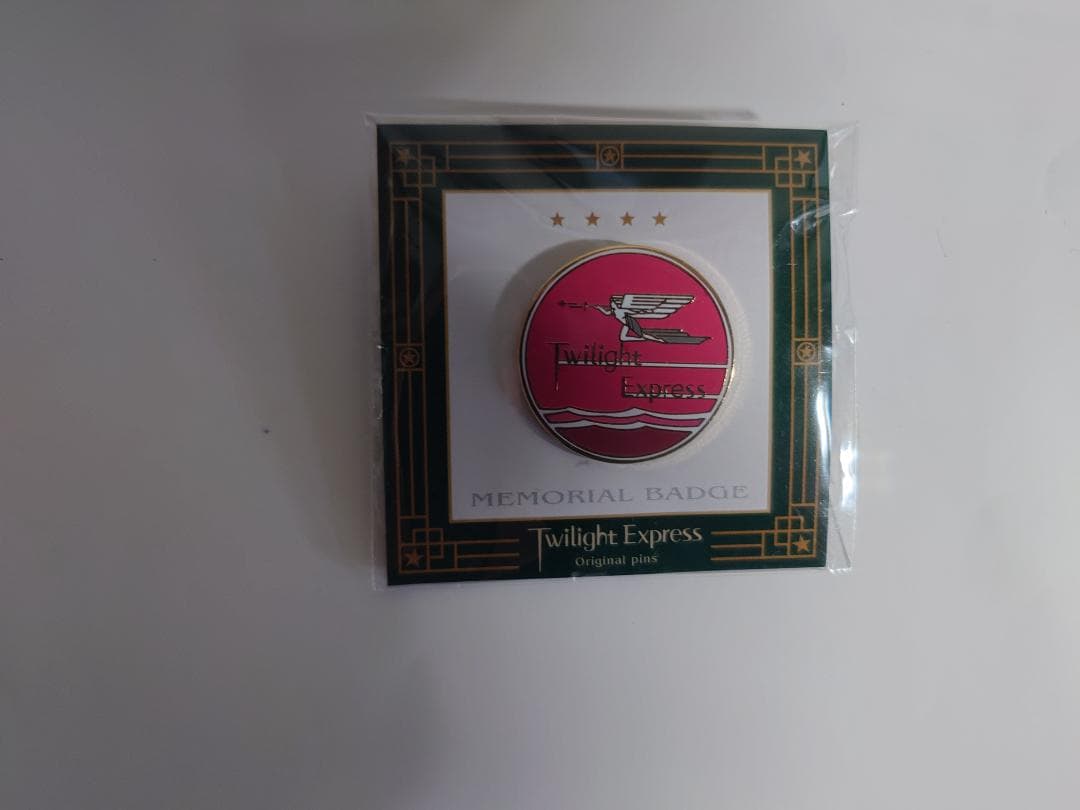 Twilight
Express
MEMORIAL BADGE
Twilight Express
Original pins